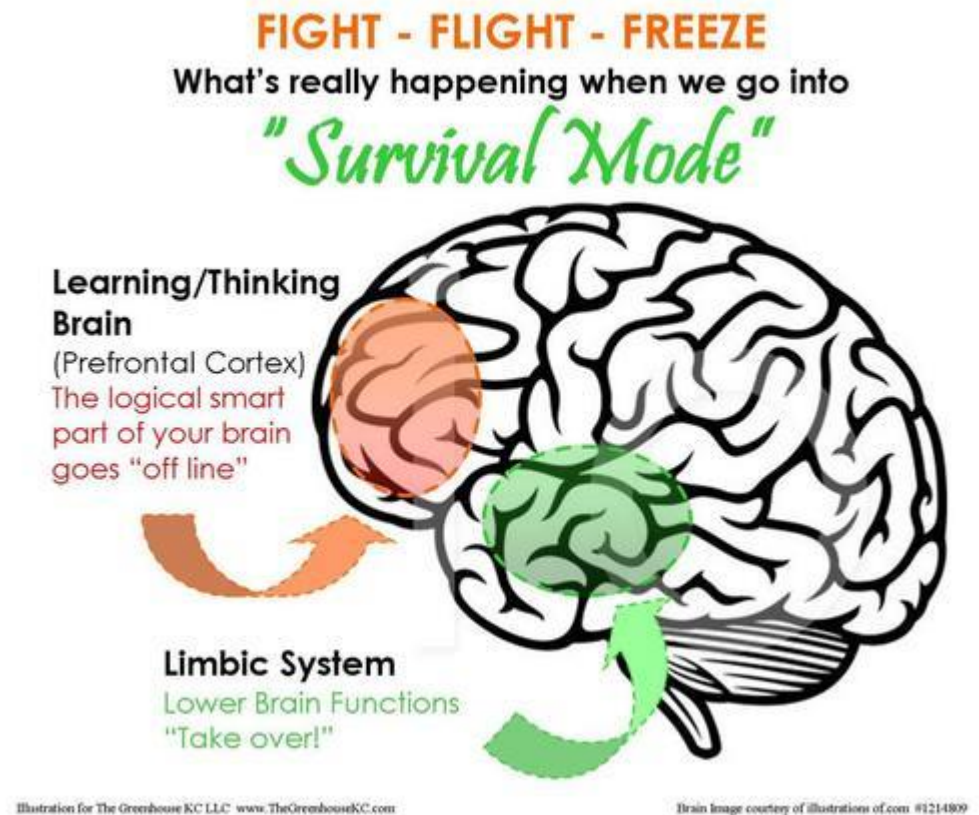 FIGHT - FLIGHT - FREEZE
What's really happening when we go into
"Survival Mode"
Learning/Thinking
Brain
(Prefrontal Cortex)
The logical smart
part of your brain
goes "off line"
Limbic System
Lower Brain Functions
"Take over!"
Illustration for The Greenhouse KC LLC www.TheGreenhouseKC.com
Brain Image courtesy of illustrations of.com #1214809